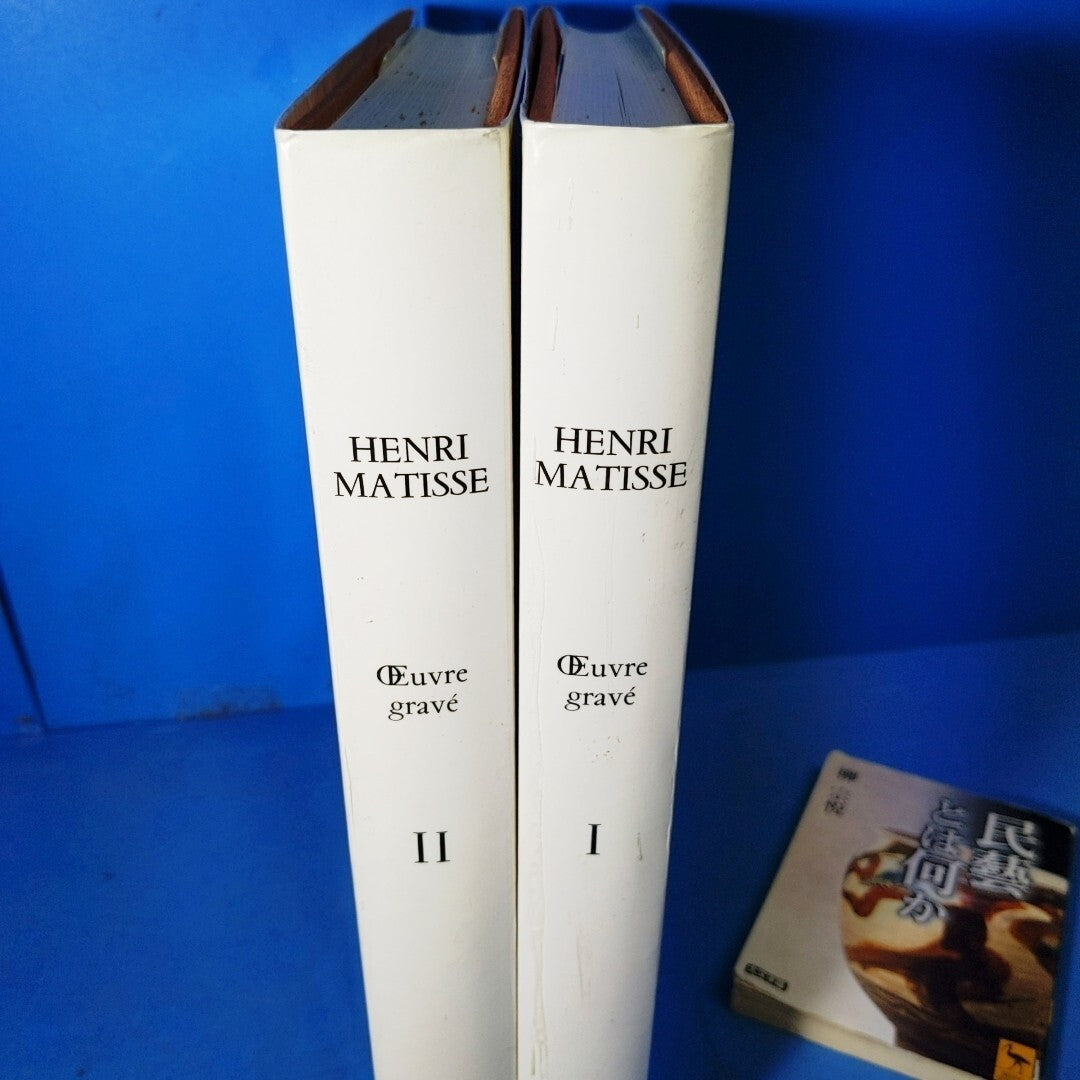 HENRI
MATISSE
Œuvre
gravé
II
HENRI
MATISSE
Œuvre
gravé
I
民藝
とは何か